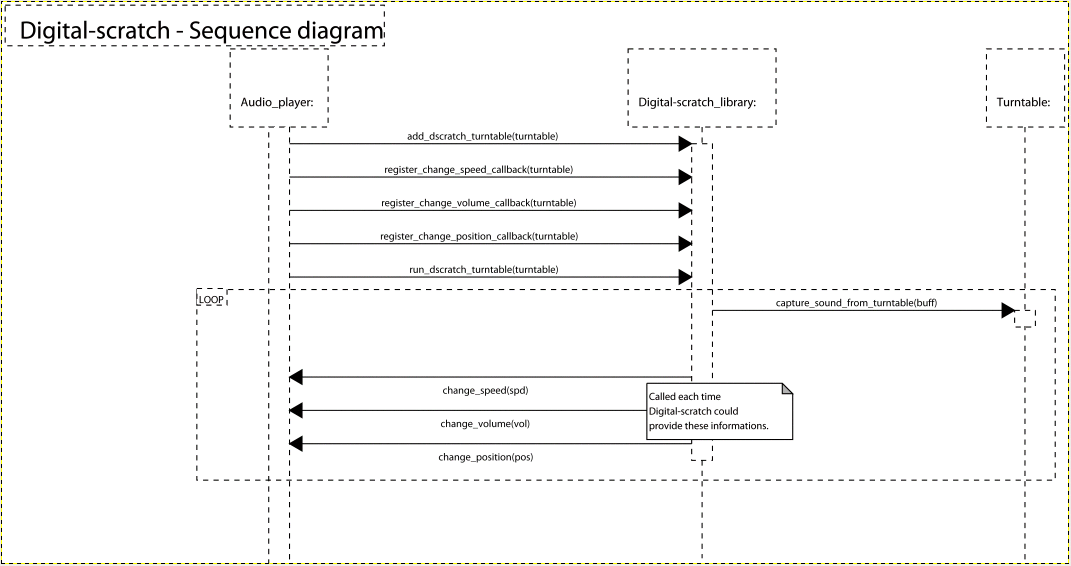 Digital-scratch - Sequence diagram
Audio_player:
Digital-scratch_library:
Turntable:
add_dscratch_turntable(turntable)
register_change_speed_callback(turntable)
register_change_volume_callback(turntable)
register_change_position_callback(turntable)
run_dscratch_turntable(turntable)
LOOP
capture_sound_from_turntable(buff)
change_speed(spd)
Called each time
Digital-scratch could
provide these informations.
change_volume(vol)
change_position(pos)